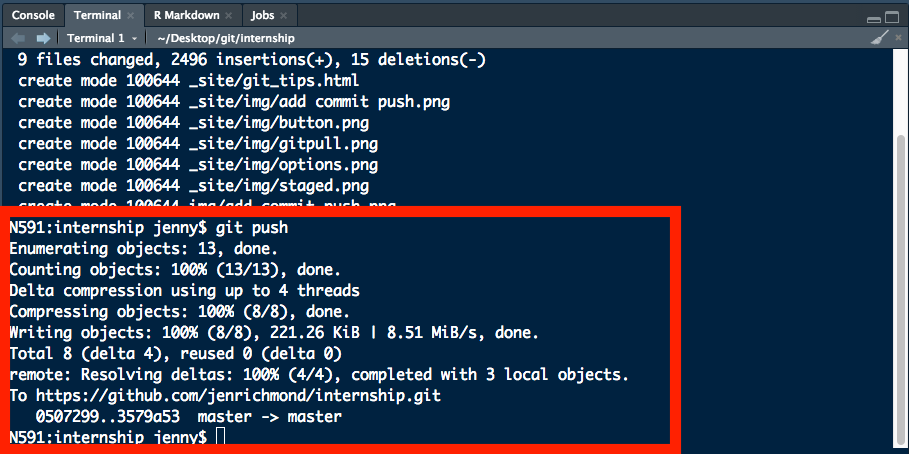 Console Terminal R Markdown Jobs
Terminal 1 ~/Desktop/git/internship
9 files changed, 2496 insertions(+), 15 deletions(-)
create mode 100644 _site/git_tips.html
create mode 100644 _site/img/add commit push.png
create mode 100644 _site/img/button.png
create mode 100644 _site/img/gitpull.png
create mode 100644 _site/img/options.png
create mode 100644 _site/img/staged.png
create mode 100644 img/add commit push.png
N591:internship jenny$ git push
Enumerating objects: 13, done.
Counting objects: 100% (13/13), done.
Delta compression using up to 4 threads
Compressing objects: 100% (8/8), done.
Writing objects: 100% (8/8), 221.26 KiB | 8.51 MiB/s, done.
Total 8 (delta 4), reused 0 (delta 0)
remote: Resolving deltas: 100% (4/4), completed with 3 local objects.
To https://github.com/jenrichmond/internship.git
0507299..3579a53 master -> master
N591:internship jenny$